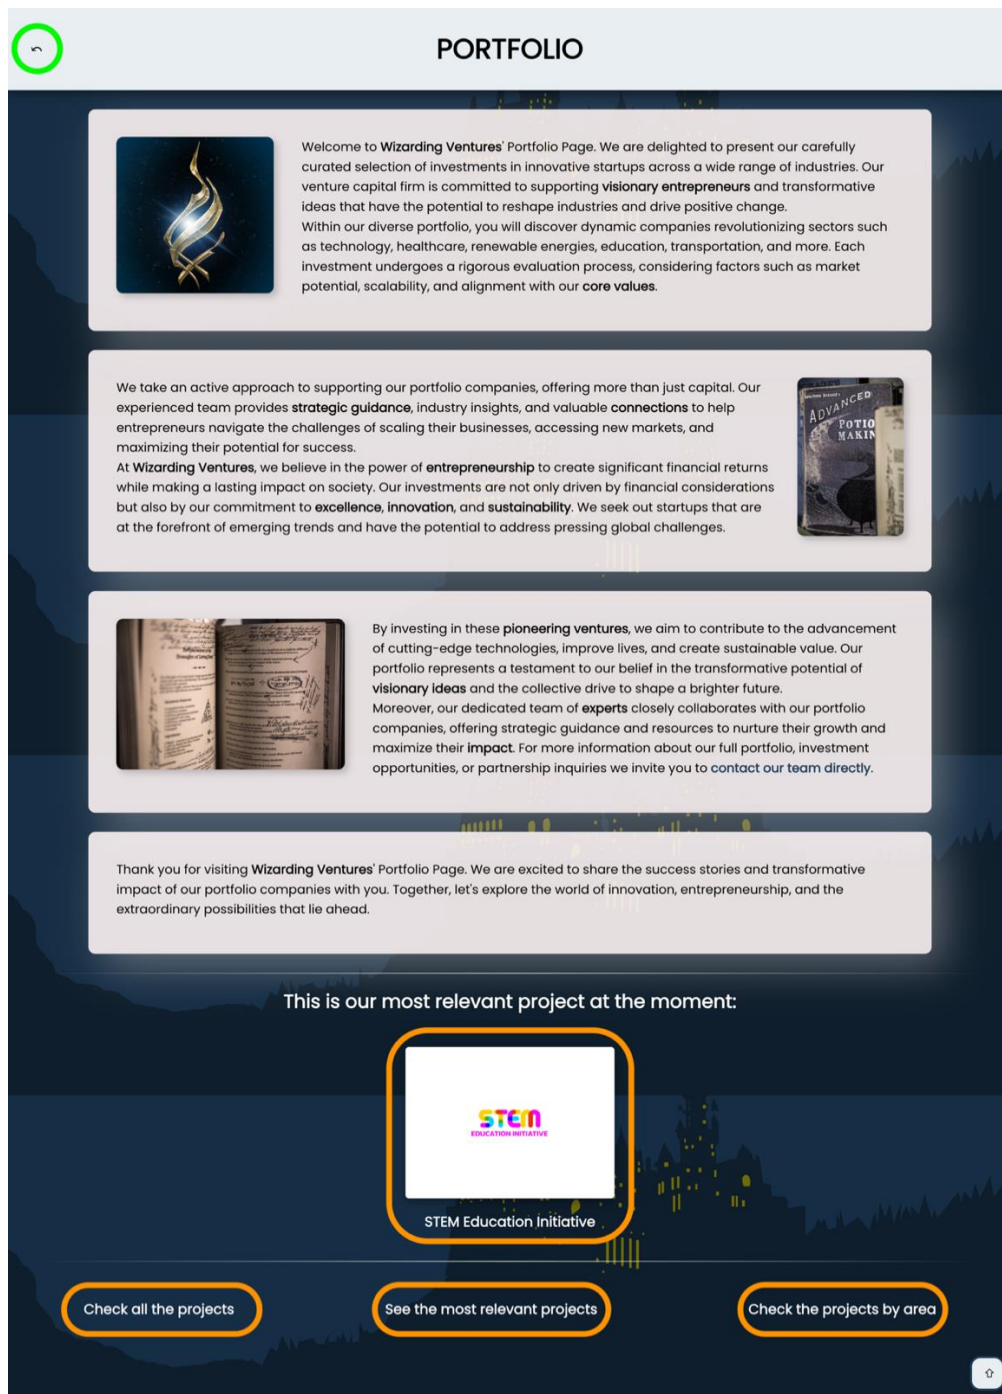 PORTFOLIO
Welcome to Wizarding Ventures' Portfolio Page. We are delighted to present our carefully
curated selection of investments in innovative startups across a wide range of industries. Our
venture capital firm is committed to supporting visionary entrepreneurs and transformative
ideas that have the potential to reshape industries and drive positive change.
Within our diverse portfolio, you will discover dynamic companies revolutionizing sectors such
as technology, healthcare, renewable energies, education, transportation, and more. Each
investment undergoes a rigorous evaluation process, considering factors such as market
potential, scalability, and alignment with our core values.
We take an active approach to supporting our portfolio companies, offering more than just capital. Our
experienced team provides strategic guidance, industry insights, and valuable connections to help
entrepreneurs navigate the challenges of scaling their businesses, accessing new markets, and
maximizing their potential for success.
At Wizarding Ventures, we believe in the power of entrepreneurship to create significant financial returns
while making a lasting impact on society. Our investments are not only driven by financial considerations
but also by our commitment to excellence, innovation, and sustainability. We seek out startups that are
at the forefront of emerging trends and have the potential to address pressing global challenges.
ADVANCED
POTIO
MAKIN
By investing in these pioneering ventures, we aim to contribute to the advancement
of cutting-edge technologies, improve lives, and create sustainable value. Our
portfolio represents a testament to our belief in the transformative potential of
visionary ideas and the collective drive to shape a brighter future.
Moreover, our dedicated team of experts closely collaborates with our portfolio
companies, offering strategic guidance and resources to nurture their growth and
maximize their impact. For more information about our full portfolio, investment
opportunities, or partnership inquiries we invite you to contact our team directly.
Thank you for visiting Wizarding Ventures' Portfolio Page. We are excited to share the success stories and transformative
impact of our portfolio companies with you. Together, let's explore the world of innovation, entrepreneurship, and the
extraordinary possibilities that lie ahead.
This is our most relevant project at the moment:
STEM
EDUCATION INITIATIVE
STEM Education Initiative
Check all the projects
See the most relevant projects
Check the projects by area